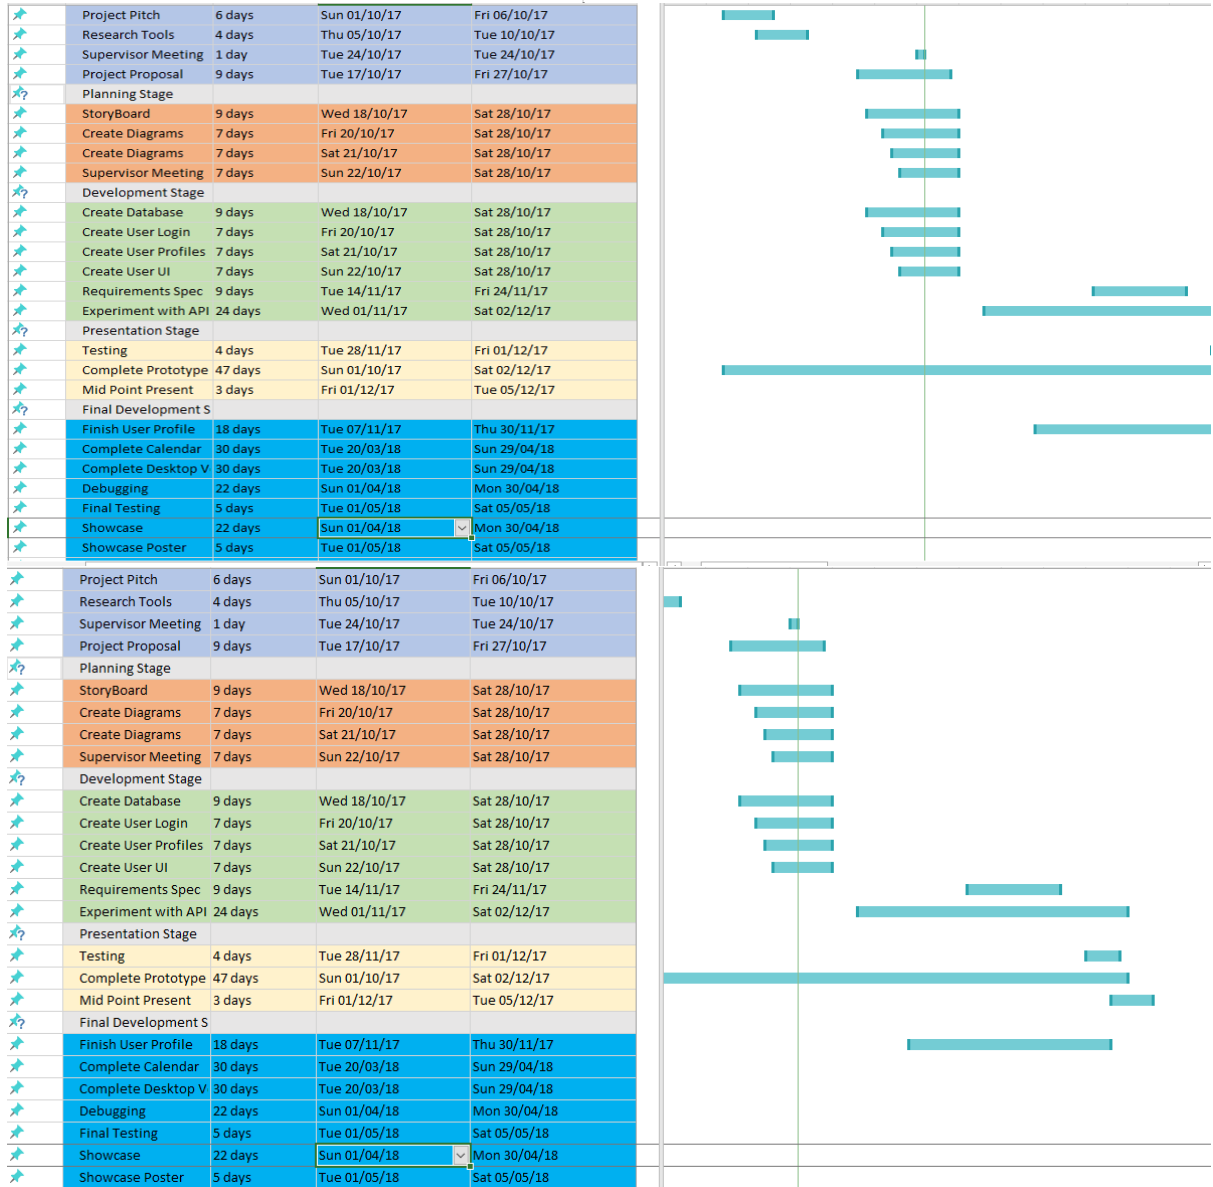 Project Pitch 6 days Sun 01/10/17 Fri 06/10/17
Research Tools 4 days Thu 05/10/17 Tue 10/10/17
Supervisor Meeting 1 day Tue 24/10/17 Tue 24/10/17
Project Proposal 9 days Tue 17/10/17 Fri 27/10/17
Planning Stage
StoryBoard 9 days Wed 18/10/17 Sat 28/10/17
Create Diagrams 7 days Fri 20/10/17 Sat 28/10/17
Create Diagrams 7 days Sat 21/10/17 Sat 28/10/17
Supervisor Meeting 7 days Sun 22/10/17 Sat 28/10/17
Development Stage
Create Database 9 days Wed 18/10/17 Sat 28/10/17
Create User Login 7 days Fri 20/10/17 Sat 28/10/17
Create User Profiles 7 days Sat 21/10/17 Sat 28/10/17
Create User UI 7 days Sun 22/10/17 Sat 28/10/17
Requirements Spec 9 days Tue 14/11/17 Fri 24/11/17
Experiment with API 24 days Wed 01/11/17 Sat 02/12/17
Presentation Stage
Testing 4 days Tue 28/11/17 Fri 01/12/17
Complete Prototype 47 days Sun 01/10/17 Sat 02/12/17
Mid Point Present 3 days Fri 01/12/17 Tue 05/12/17
Final Development S
Finish User Profile 18 days Tue 07/11/17 Thu 30/11/17
Complete Calendar 30 days Tue 20/03/18 Sun 29/04/18
Complete Desktop V 30 days Tue 20/03/18 Sun 29/04/18
Debugging 22 days Sun 01/04/18 Mon 30/04/18
Final Testing 5 days Tue 01/05/18 Sat 05/05/18
Showcase 22 days Sun 01/04/18 Mon 30/04/18
Showcase Poster 5 days Tue 01/05/18 Sat 05/05/18
Project Pitch 6 days Sun 01/10/17 Fri 06/10/17
Research Tools 4 days Thu 05/10/17 Tue 10/10/17
Supervisor Meeting 1 day Tue 24/10/17 Tue 24/10/17
Project Proposal 9 days Tue 17/10/17 Fri 27/10/17
Planning Stage
StoryBoard 9 days Wed 18/10/17 Sat 28/10/17
Create Diagrams 7 days Fri 20/10/17 Sat 28/10/17
Create Diagrams 7 days Sat 21/10/17 Sat 28/10/17
Supervisor Meeting 7 days Sun 22/10/17 Sat 28/10/17
Development Stage
Create Database 9 days Wed 18/10/17 Sat 28/10/17
Create User Login 7 days Fri 20/10/17 Sat 28/10/17
Create User Profiles 7 days Sat 21/10/17 Sat 28/10/17
Create User UI 7 days Sun 22/10/17 Sat 28/10/17
Requirements Spec 9 days Tue 14/11/17 Fri 24/11/17
Experiment with API 24 days Wed 01/11/17 Sat 02/12/17
Presentation Stage
Testing 4 days Tue 28/11/17 Fri 01/12/17
Complete Prototype 47 days Sun 01/10/17 Sat 02/12/17
Mid Point Present 3 days Fri 01/12/17 Tue 05/12/17
Final Development S
Finish User Profile 18 days Tue 07/11/17 Thu 30/11/17
Complete Calendar 30 days Tue 20/03/18 Sun 29/04/18
Complete Desktop V 30 days Tue 20/03/18 Sun 29/04/18
Debugging 22 days Sun 01/04/18 Mon 30/04/18
Final Testing 5 days Tue 01/05/18 Sat 05/05/18
Showcase 22 days Sun 01/04/18 Mon 30/04/18
Showcase Poster 5 days Tue 01/05/18 Sat 05/05/18